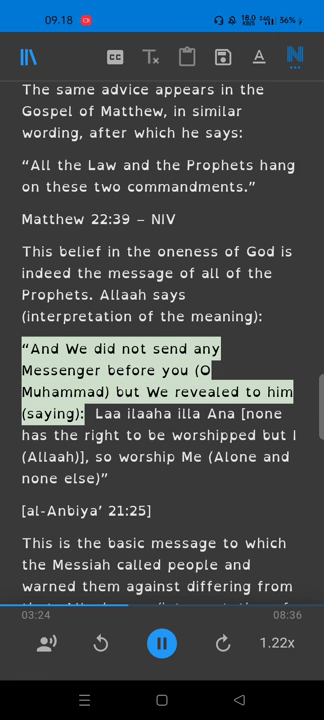 09.18
18.0
KB/S
36%
CC
The same advice appears in the
Gospel of Matthew, in similar
wording, after which he says:
“All the Law and the Prophets hang
on these two commandments.”
Matthew 22:39 – NIV
This belief in the oneness of God is
indeed the message of all of the
Prophets. Allaah says
(interpretation of the meaning):
“And We did not send any
Messenger before you (O
Muhammad) but We revealed to him
(saying): Laa ilaaha illa Ana [none
has the right to be worshipped but I
(Allaah)], so worship Me (Alone and
none else)”
[al-Anbiya’ 21:25]
This is the basic message to which
the Messiah called people and
warned them against differing from
03:24
08:36
1.22x